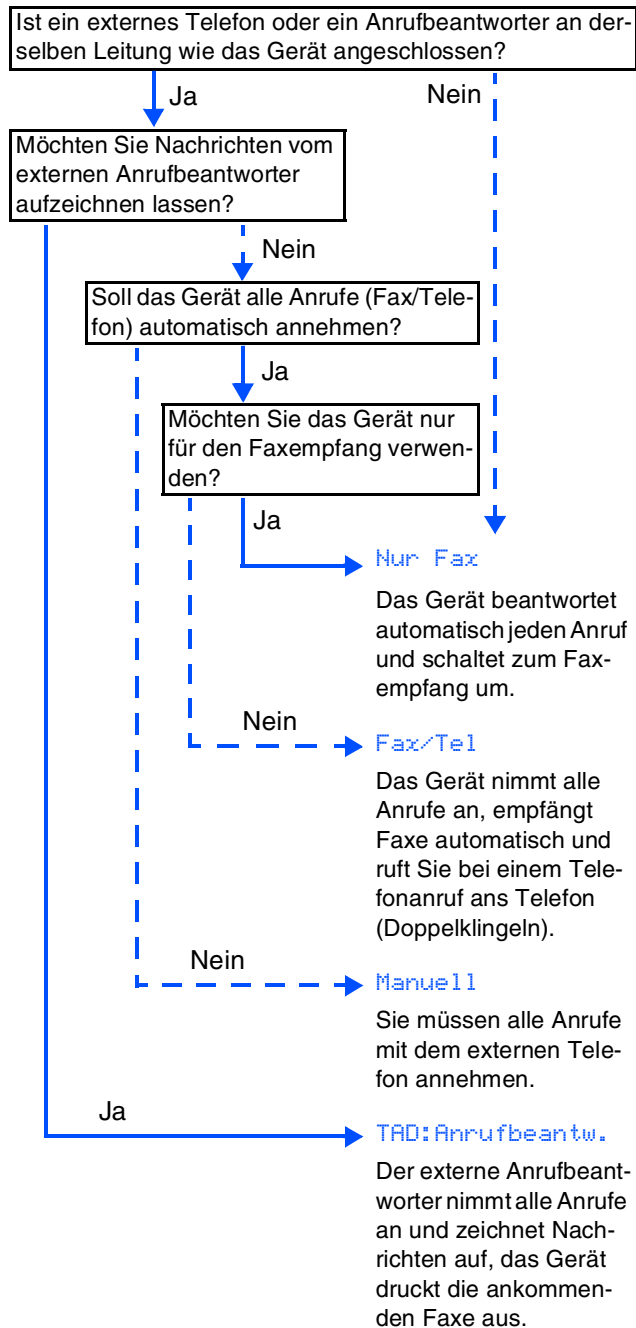 Ist ein externes Telefon oder ein Anrufbeantworter an der-
selben Leitung wie das Gerät angeschlossen?
Ja
Nein
Möchten Sie Nachrichten vom
externen Anrufbeantworter
aufzeichnen lassen?
Nein
Soll das Gerät alle Anrufe (Fax/Tele-
fon) automatisch annehmen?
Ja
Möchten Sie das Gerät nur
für den Faxempfang verwen-
den?
Ja
Nur Fax
Das Gerät beantwortet
automatisch jeden Anruf
und schaltet zum Fax-
empfang um.
Nein
Fax/Tel
Das Gerät nimmt alle
Anrufe an, empfängt
Faxe automatisch und
ruft Sie bei einem Tele-
fonanruf ans Telefon
(Doppelklingeln).
Nein
Manuell
Sie müssen alle Anrufe
mit dem externen Tele-
fon annehmen.
Ja
TAD:Anrufbeantw.
Der externe Anrufbeant-
worter nimmt alle Anrufe
an und zeichnet Nach-
richten auf, das Gerät
druckt die ankommen-
den Faxe aus.